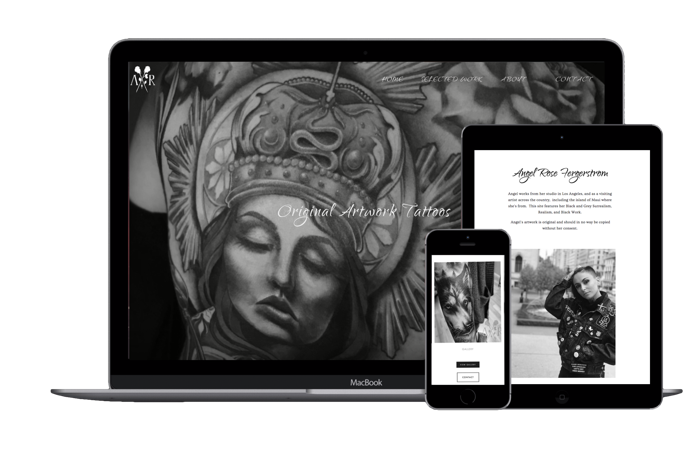 A R
HOME SELECTED WORK ABOUT CONTACT
Original Artwork Tattoos
MacBook
Angel Rose Fergerstrom
Angel works from her studio in Los Angeles, and as a visiting
artist across the country, including the island of Maui where
she's from. This site features her Black and Grey Surrealism,
Realism, and Black Work.
Angel's artwork is original and should in no way be copied
without her consent.
CONTACT